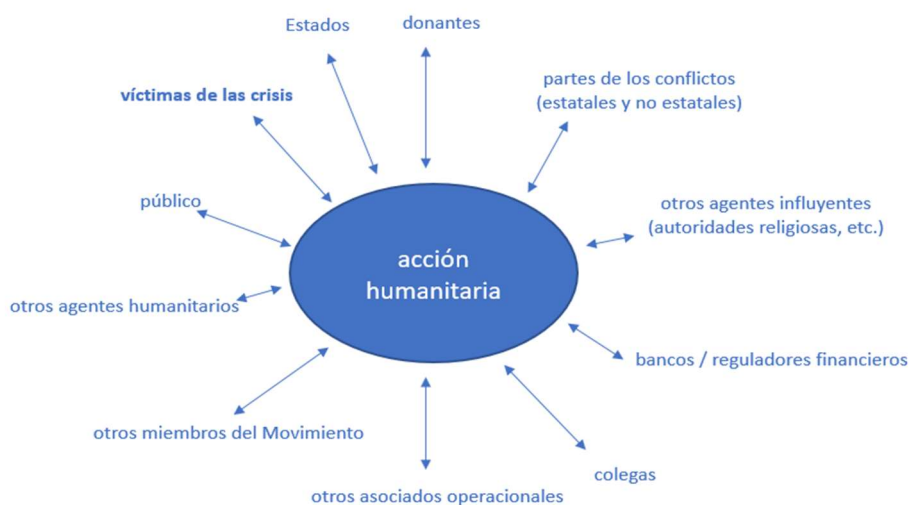 Estados
donantes
partes de los conflictos
(estatales y no estatales)
víctimas de las crisis
público
otros agentes influyentes
(autoridades religiosas, etc.)
acción
humanitaria
otros agentes humanitarios
bancos / reguladores financieros
otros miembros del Movimiento
colegas
otros asociados operacionales